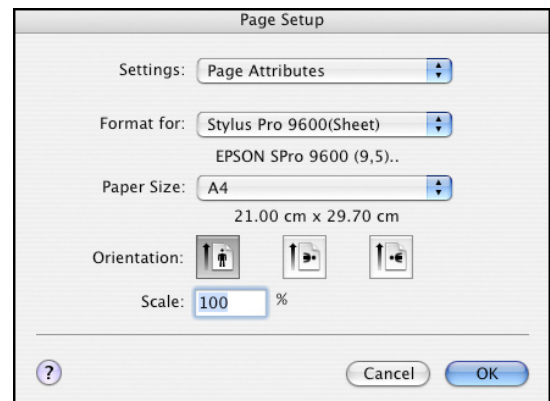 Page Setup
Settings: Page Attributes
Format for: Stylus Pro 9600(Sheet)
EPSON SPro 9600 (9,5)..
Paper Size: A4
21.00 cm x 29.70 cm
Orientation:
Scale: 100 %
? Cancel OK